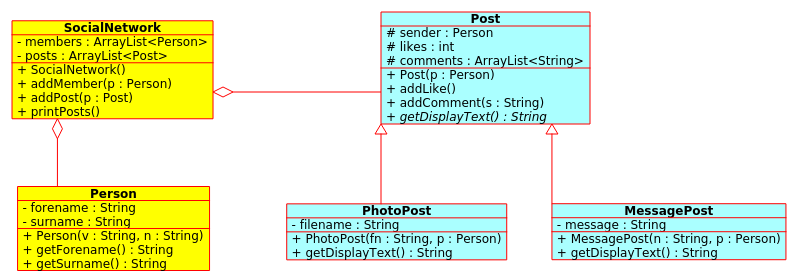 SocialNetwork
- members : ArrayList<Person>
- posts : ArrayList<Post>
+ SocialNetwork()
+ addMember(p : Person)
+ addPost(p : Post)
+ printPosts()
Post
# sender : Person
# likes : int
# comments : ArrayList<String>
+ Post(p : Person)
+ addLike()
+ addComment(s : String)
+ getDisplayText() : String
Person
- forename : String
- surname : String
+ Person(v : String, n : String)
+ getForename() : String
+ getSurname() : String
PhotoPost
- filename : String
+ PhotoPost(fn : String, p : Person)
+ getDisplayText() : String
MessagePost
- message : String
+ MessagePost(n : String, p : Person)
+ getDisplayText() : String